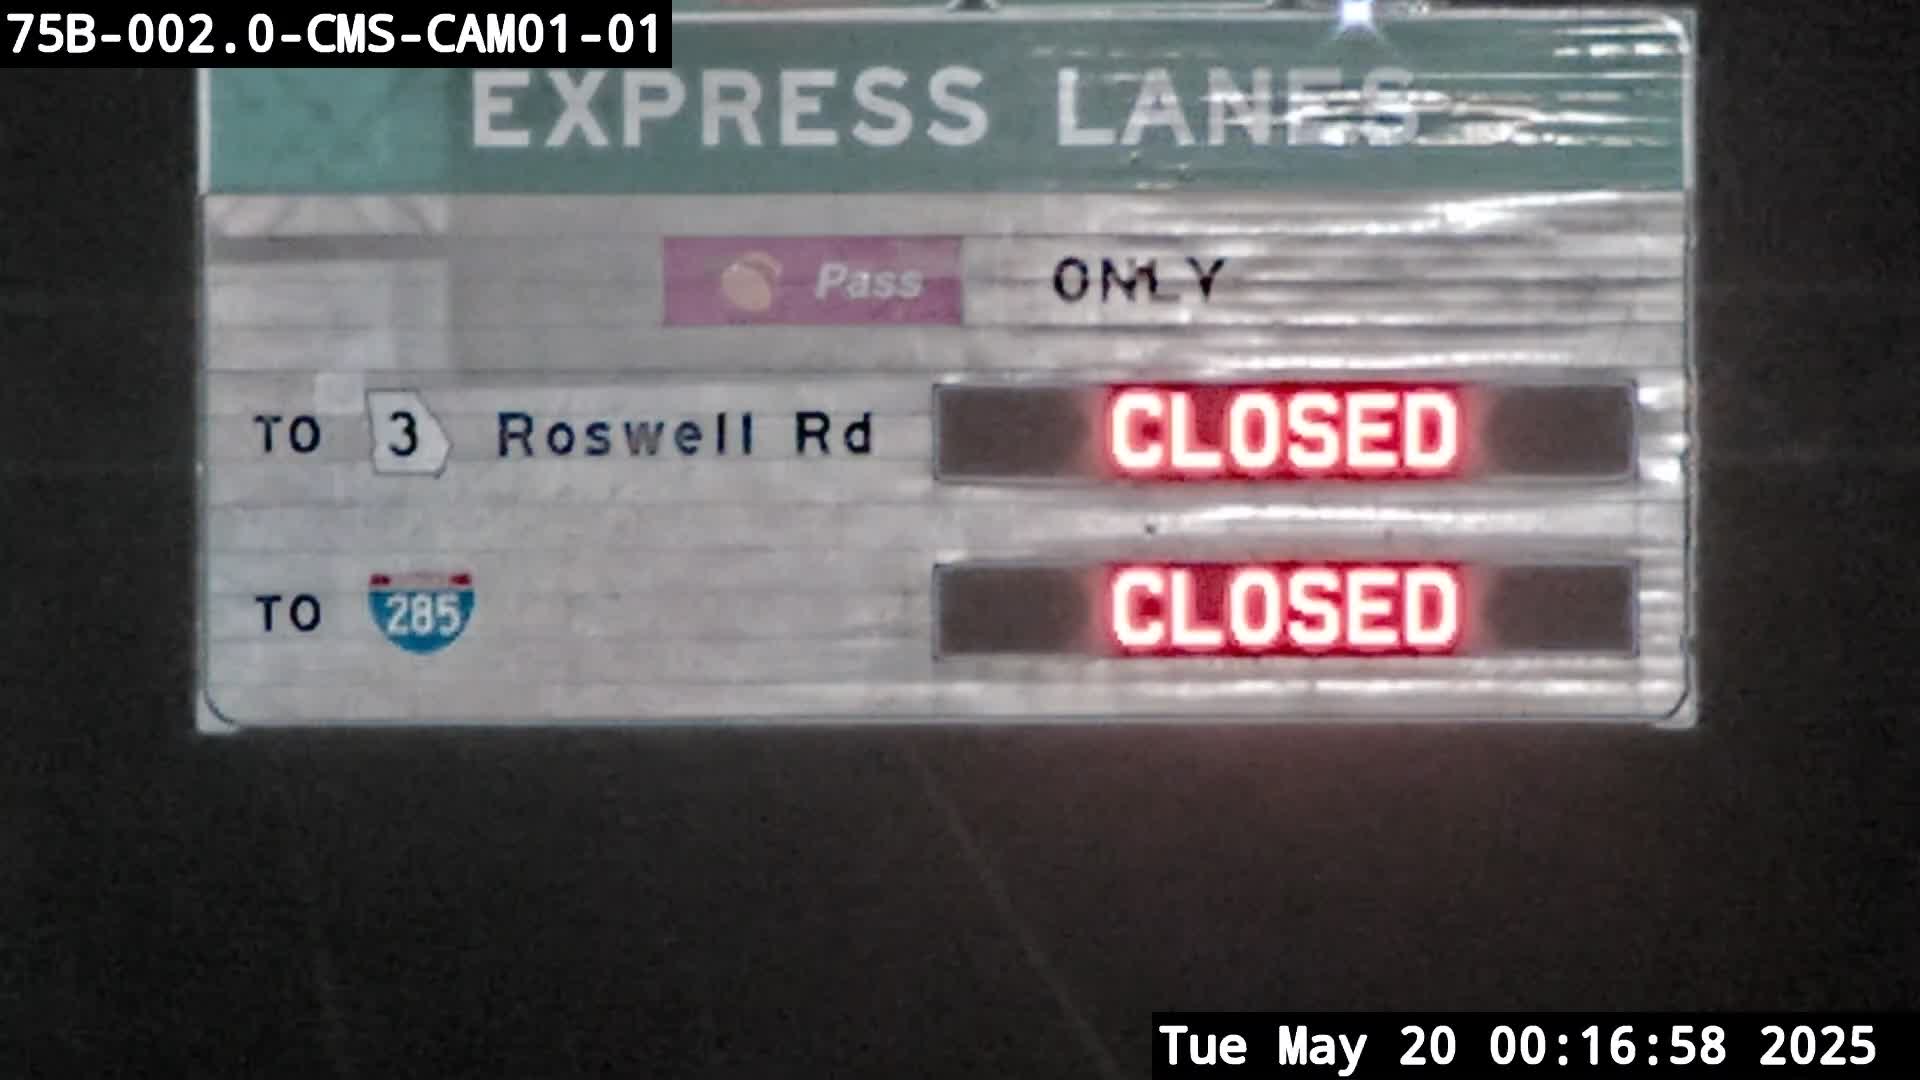 75B-002.0-CMS-CAM01-01
EXPRESS LANES
Pass ONLY
TO 3 Roswell Rd CLOSED
TO 285 CLOSED
Tue May 20 00:16:58 2025